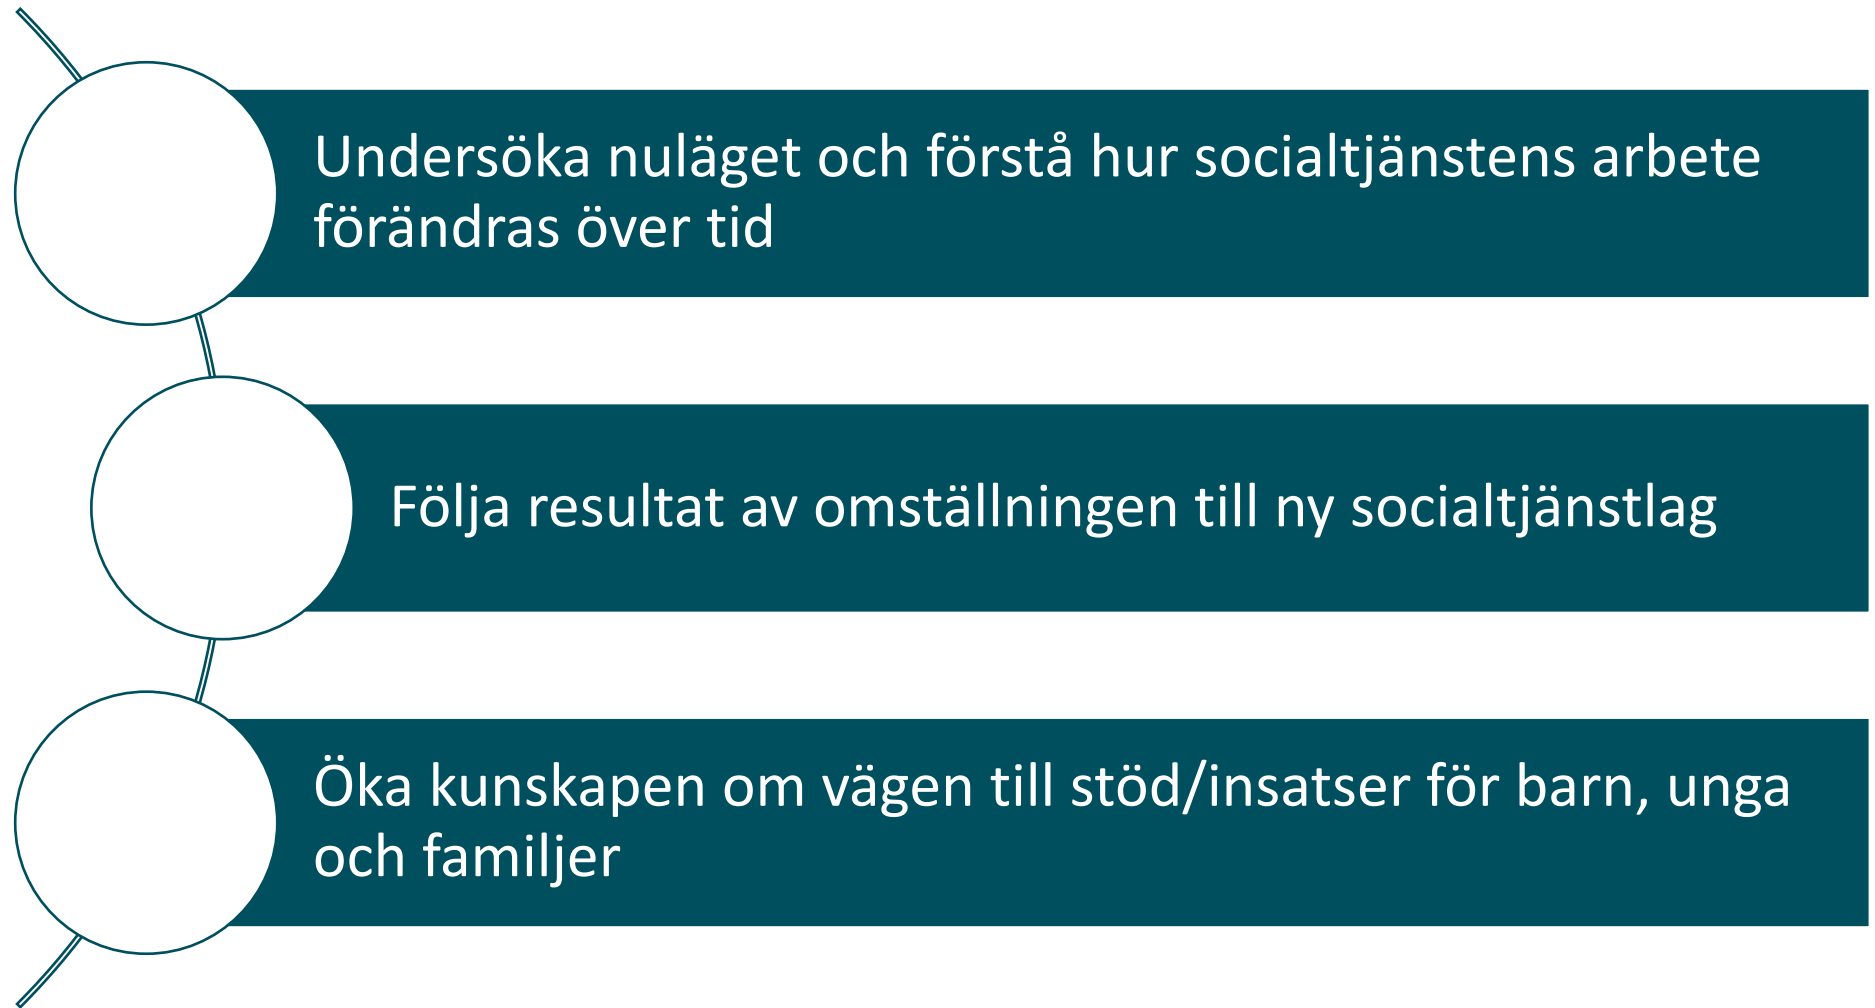 Undersöka nuläget och förstå hur socialtjänstens arbete
förändras över tid
Följa resultat av omställningen till ny socialtjänstlag
Öka kunskapen om vägen till stöd/insatser för barn, unga
och familjer